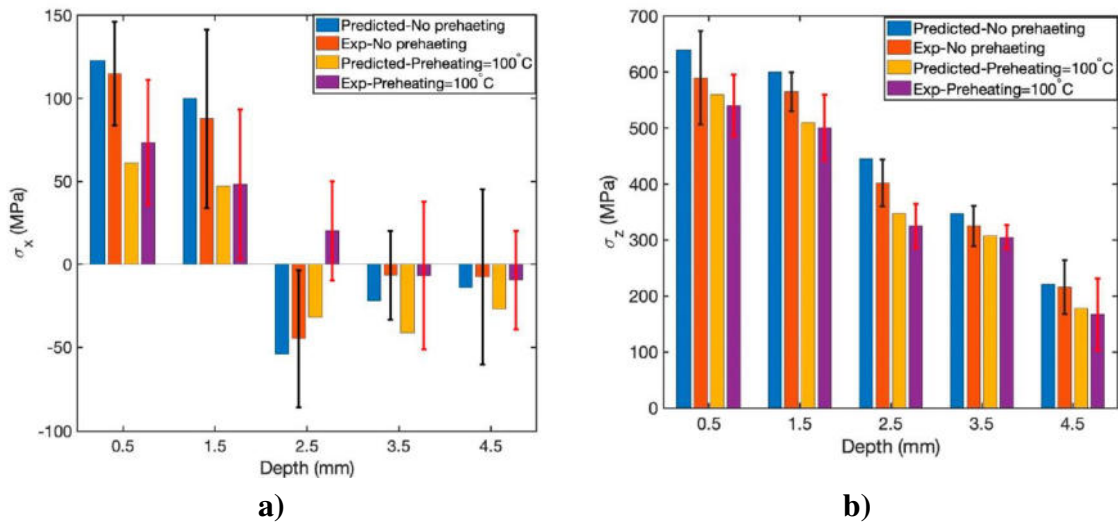 150
100
50
0
-50
-100
σx (MPa)
0.5 1.5 2.5 3.5 4.5
Depth (mm)
Predicted-No prehaeting
Exp-No prehaeting
Predicted-Preheating=100°C
Exp-Preheating=100°C
a)
700
600
500
400
300
200
100
0
σz (MPa)
0.5 1.5 2.5 3.5 4.5
Depth (mm)
Predicted-No prehaeting
Exp-No prehaeting
Predicted-Preheating=100°C
Exp-Preheating=100°C
b)